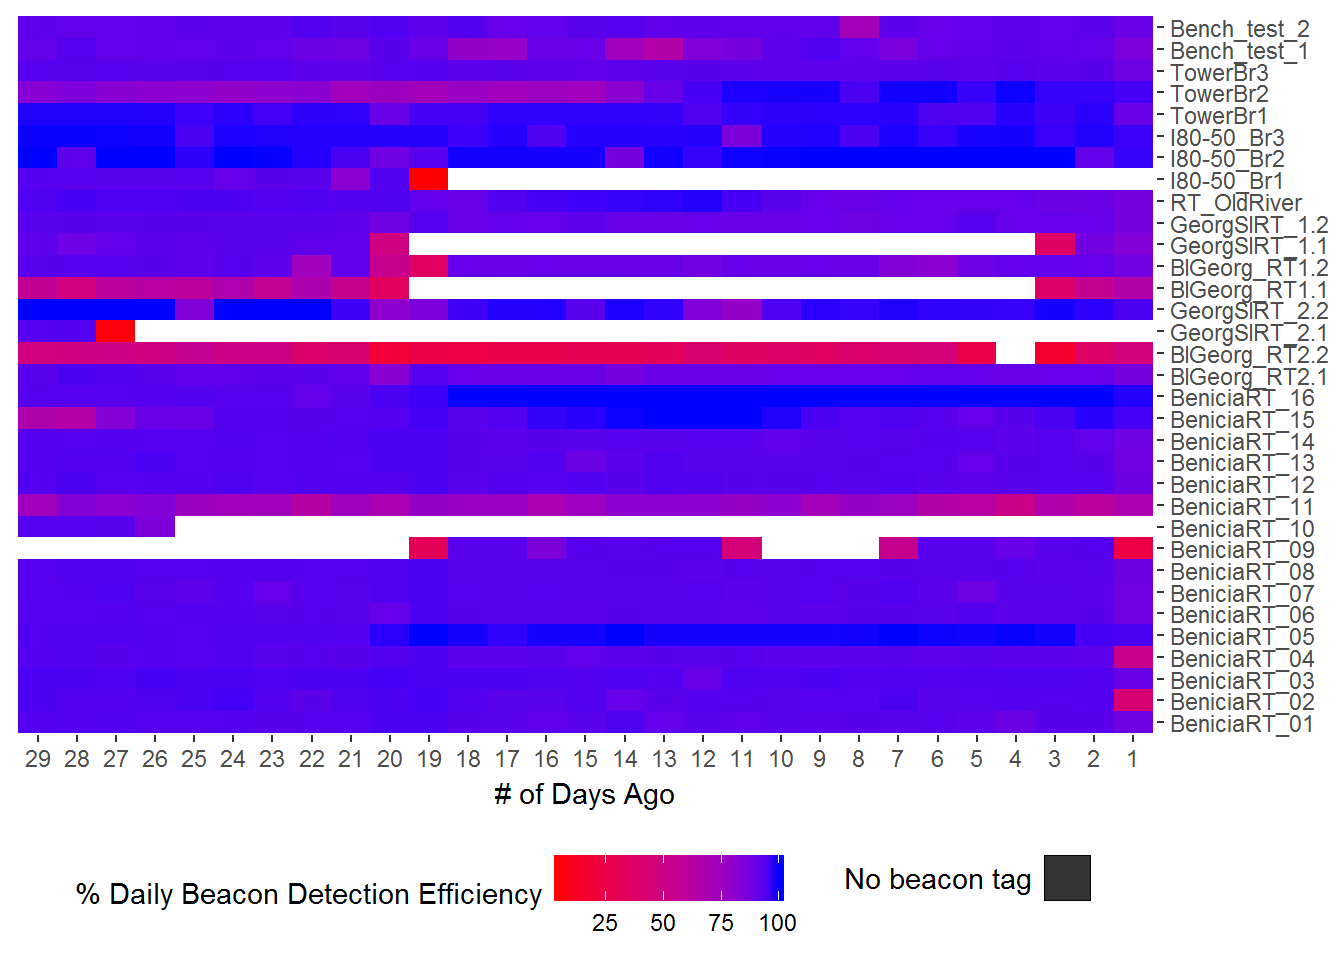 Bench_test_2
Bench_test_1
TowerBr3
TowerBr2
TowerBr1
I80-50_Br3
I80-50_Br2
I80-50_Br1
RT_OldRiver
GeorgSlRT_1.2
GeorgSlRT_1.1
BlGeorg_RT1.2
BlGeorg_RT1.1
GeorgSlRT_2.2
GeorgSlRT_2.1
BlGeorg_RT2.2
BlGeorg_RT2.1
BeniciaRT_16
BeniciaRT_15
BeniciaRT_14
BeniciaRT_13
BeniciaRT_12
BeniciaRT_11
BeniciaRT_10
BeniciaRT_09
BeniciaRT_08
BeniciaRT_07
BeniciaRT_06
BeniciaRT_05
BeniciaRT_04
BeniciaRT_03
BeniciaRT_02
BeniciaRT_01
29 28 27 26 25 24 23 22 21 20 19 18 17 16 15 14 13 12 11 10 9 8 7 6 5 4 3 2 1
# of Days Ago
% Daily Beacon Detection Efficiency
25 50 75 100
No beacon tag